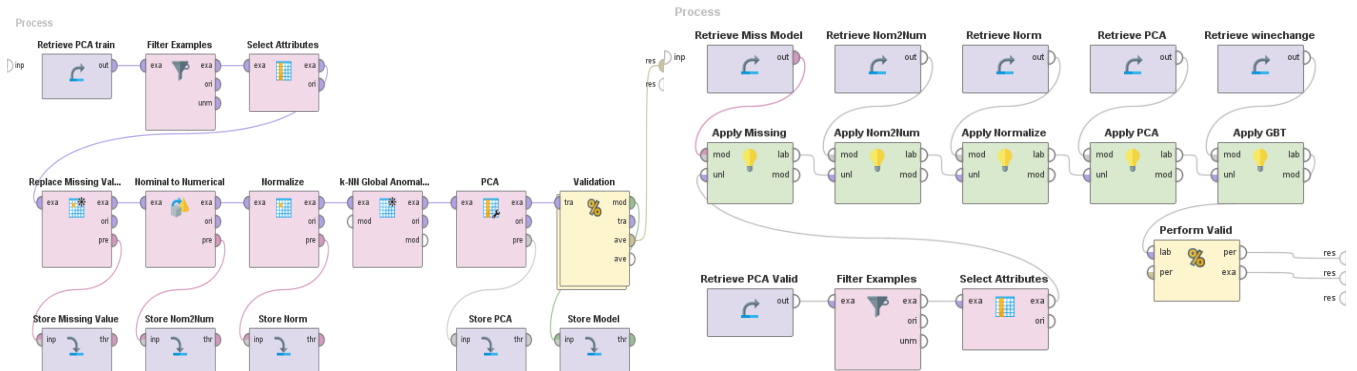 Process
Retrieve PCA train
Filter Examples
Select Attributes
inp
out
exa
exa
ori
unm
exa
exa
ori
res
res
Replace Missing Val...
Nominal to Numerical
Normalize
k-NN Global Anomal...
PCA
Validation
exa
exa
ori
pre
exa
exa
ori
pre
exa
exa
ori
pre
exa
mod
exa
ori
mod
exa
exa
ori
pre
tra
mod
tra
ave
ave
%
Store Missing Value
Store Nom2Num
Store Norm
Store PCA
Store Model
inp
thr
inp
thr
inp
thr
inp
thr
inp
thr
Process
inp
Retrieve Miss Model
Retrieve Nom2Num
Retrieve Norm
Retrieve PCA
Retrieve winechange
out
out
out
out
out
Apply Missing
Apply Nom2Num
Apply Normalize
Apply PCA
Apply GBT
mod
unl
lab
mod
mod
unl
lab
mod
mod
unl
lab
mod
mod
unl
lab
mod
mod
unl
lab
mod
Perform Valid
lab
per
per
exa
%
res
res
res
Retrieve PCA Valid
Filter Examples
Select Attributes
out
exa
exa
ori
unm
exa
exa
ori